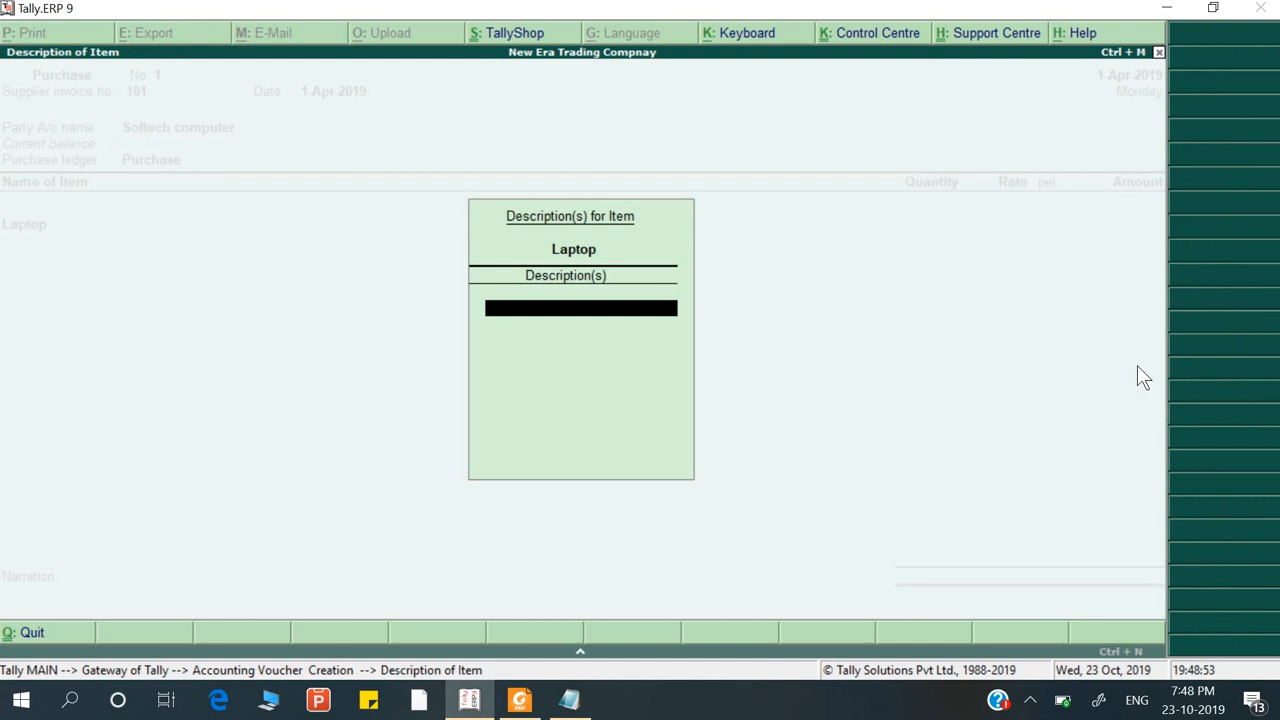 Tally.ERP 9
P: Print E: Export M: E-Mail O: Upload S: TallyShop G: Language K: Keyboard K: Control Centre H: Support Centre H: Help
Description of Item New Era Trading Compnay Ctrl + M
Purchase No. 1 1-Apr-2019
Supplier invoice no.: 101 Date 1-Apr-2019 Monday
Party A/c name Softech computer
Current balance
Purchase ledger Purchase
Name of Item Quantity Rate per Amount
Laptop
Description(s) for Item
Laptop
Description(s)
Narration
Q: Quit
Ctrl + N
Tally MAIN --> Gateway of Tally --> Accounting Voucher Creation --> Description of Item © Tally Solutions Pvt Ltd., 1988-2019 Wed, 23 Oct, 2019 19:48:53
ENG 7:48 PM
23-10-2019
13